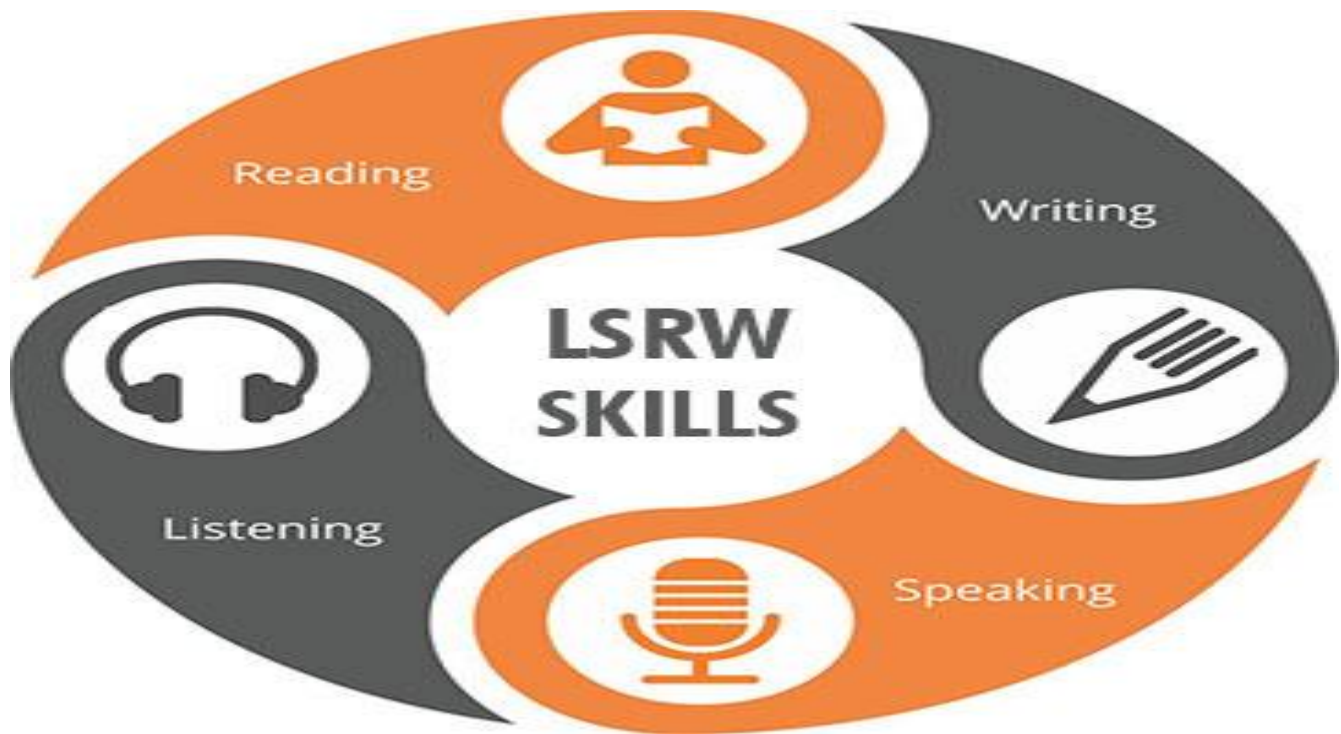 Reading
Writing
LSRW
SKILLS
Listening
Speaking